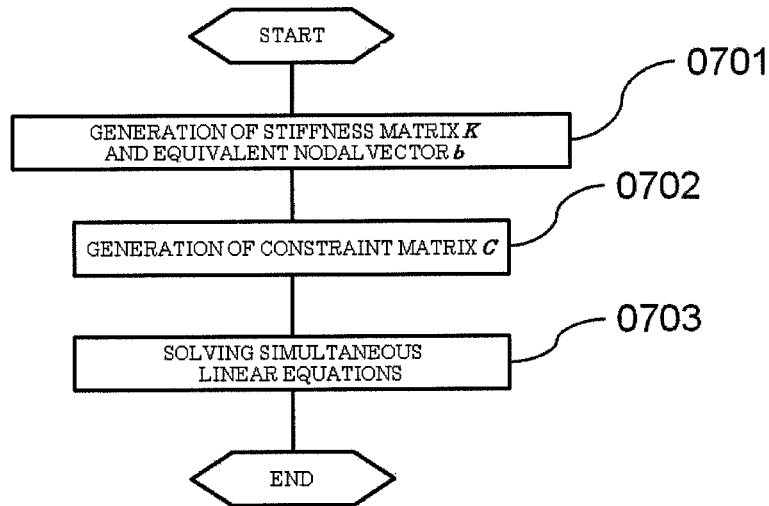 START
0701
GENERATION OF STIFFNESS MATRIX K
AND EQUIVALENT NODAL VECTOR b
0702
GENERATION OF CONSTRAINT MATRIX C
0703
SOLVING SIMULTANEOUS
LINEAR EQUATIONS
END